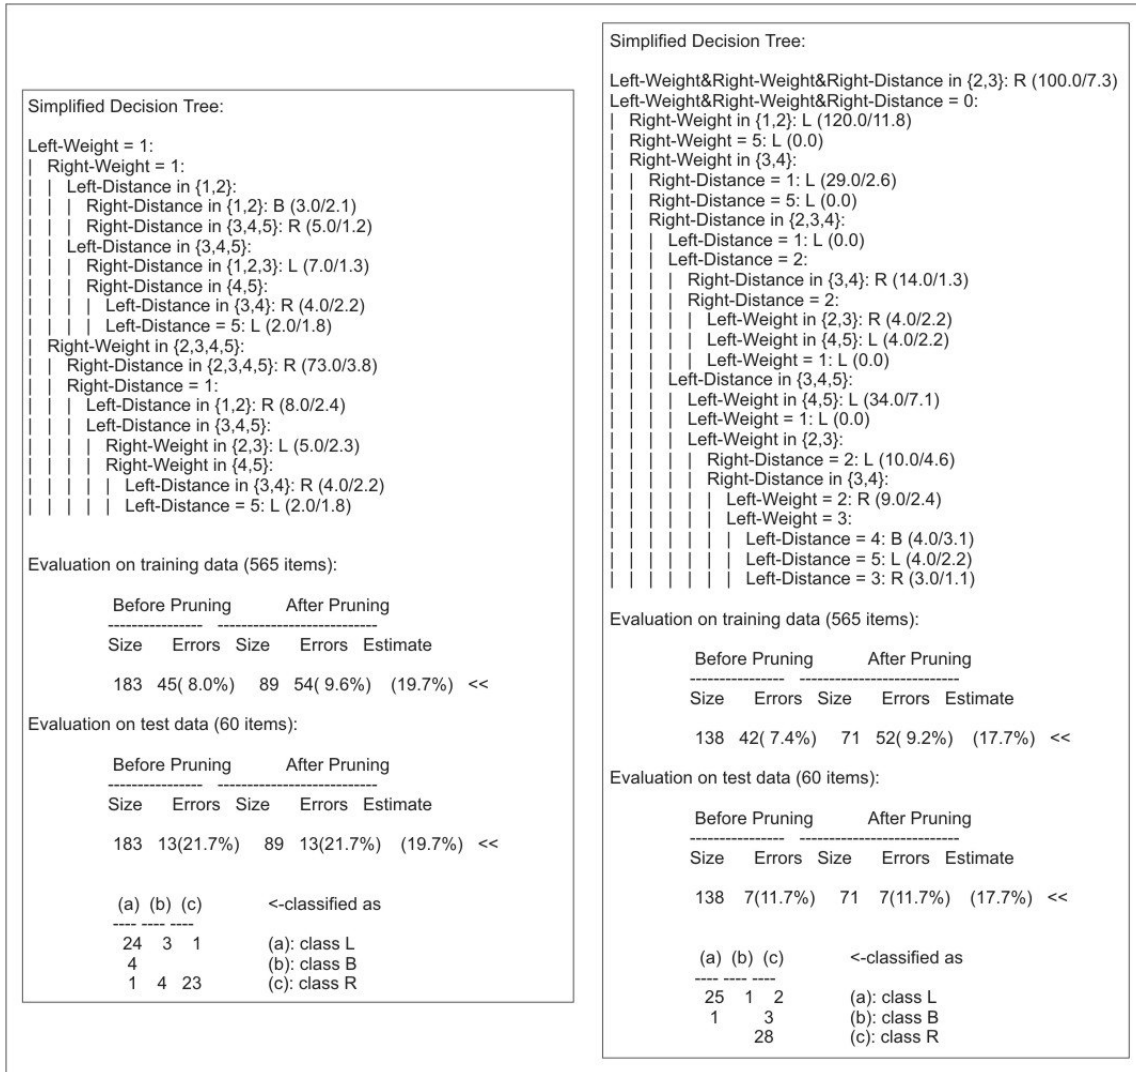 Simplified Decision Tree:
Left-Weight = 1:
| Right-Weight = 1:
| | Left-Distance in {1,2}:
| | | Right-Distance in {1,2}: B (3.0/2.1)
| | | Right-Distance in {3,4,5}: R (5.0/1.2)
| | Left-Distance in {3,4,5}:
| | | Right-Distance in {1,2,3}: L (7.0/1.3)
| | | Right-Distance in {4,5}:
| | | | Left-Distance in {3,4}: R (4.0/2.2)
| | | | Left-Distance = 5: L (2.0/1.8)
| Right-Weight in {2,3,4,5}:
| | Right-Distance in {2,3,4,5}: R (73.0/3.8)
| | Right-Distance = 1:
| | | Left-Distance in {1,2}: R (8.0/2.4)
| | | Left-Distance in {3,4,5}:
| | | | Right-Weight in {2,3}: L (5.0/2.3)
| | | | Right-Weight in {4,5}:
| | | | | Left-Distance in {3,4}: R (4.0/2.2)
| | | | | Left-Distance = 5: L (2.0/1.8)
Evaluation on training data (565 items):
Before Pruning After Pruning
---------------- ---------------------------
Size Errors Size Errors Estimate
183 45( 8.0%) 89 54( 9.6%) (19.7%) <<
Evaluation on test data (60 items):
Before Pruning After Pruning
---------------- ---------------------------
Size Errors Size Errors Estimate
183 13(21.7%) 89 13(21.7%) (19.7%) <<
(a) (b) (c) <-classified as
---- ---- ----
24 3 1 (a): class L
4 (b): class B
1 4 23 (c): class R
Simplified Decision Tree:
Left-Weight&Right-Weight&Right-Distance in {2,3}: R (100.0/7.3)
Left-Weight&Right-Weight&Right-Distance = 0:
| Right-Weight in {1,2}: L (120.0/11.8)
| Right-Weight = 5: L (0.0)
| Right-Weight in {3,4}:
| | Right-Distance = 1: L (29.0/2.6)
| | Right-Distance = 5: L (0.0)
| | Right-Distance in {2,3,4}:
| | | Left-Distance = 1: L (0.0)
| | | Left-Distance = 2:
| | | | Right-Distance in {3,4}: R (14.0/1.3)
| | | | Right-Distance = 2:
| | | | | Left-Weight in {2,3}: R (4.0/2.2)
| | | | | Left-Weight in {4,5}: L (4.0/2.2)
| | | | | Left-Weight = 1: L (0.0)
| | | Left-Distance in {3,4,5}:
| | | | Left-Weight in {4,5}: L (34.0/7.1)
| | | | Left-Weight = 1: L (0.0)
| | | | Left-Weight in {2,3}:
| | | | | Right-Distance = 2: L (10.0/4.6)
| | | | | Right-Distance in {3,4}:
| | | | | | Left-Weight = 2: R (9.0/2.4)
| | | | | | Left-Weight = 3:
| | | | | | | Left-Distance = 4: B (4.0/3.1)
| | | | | | | Left-Distance = 5: L (4.0/2.2)
| | | | | | | Left-Distance = 3: R (3.0/1.1)
Evaluation on training data (565 items):
Before Pruning After Pruning
---------------- ---------------------------
Size Errors Size Errors Estimate
138 42( 7.4%) 71 52( 9.2%) (17.7%) <<
Evaluation on test data (60 items):
Before Pruning After Pruning
---------------- ---------------------------
Size Errors Size Errors Estimate
138 7(11.7%) 71 7(11.7%) (17.7%) <<
(a) (b) (c) <-classified as
---- ---- ----
25 1 2 (a): class L
1 3 (b): class B
28 (c): class R